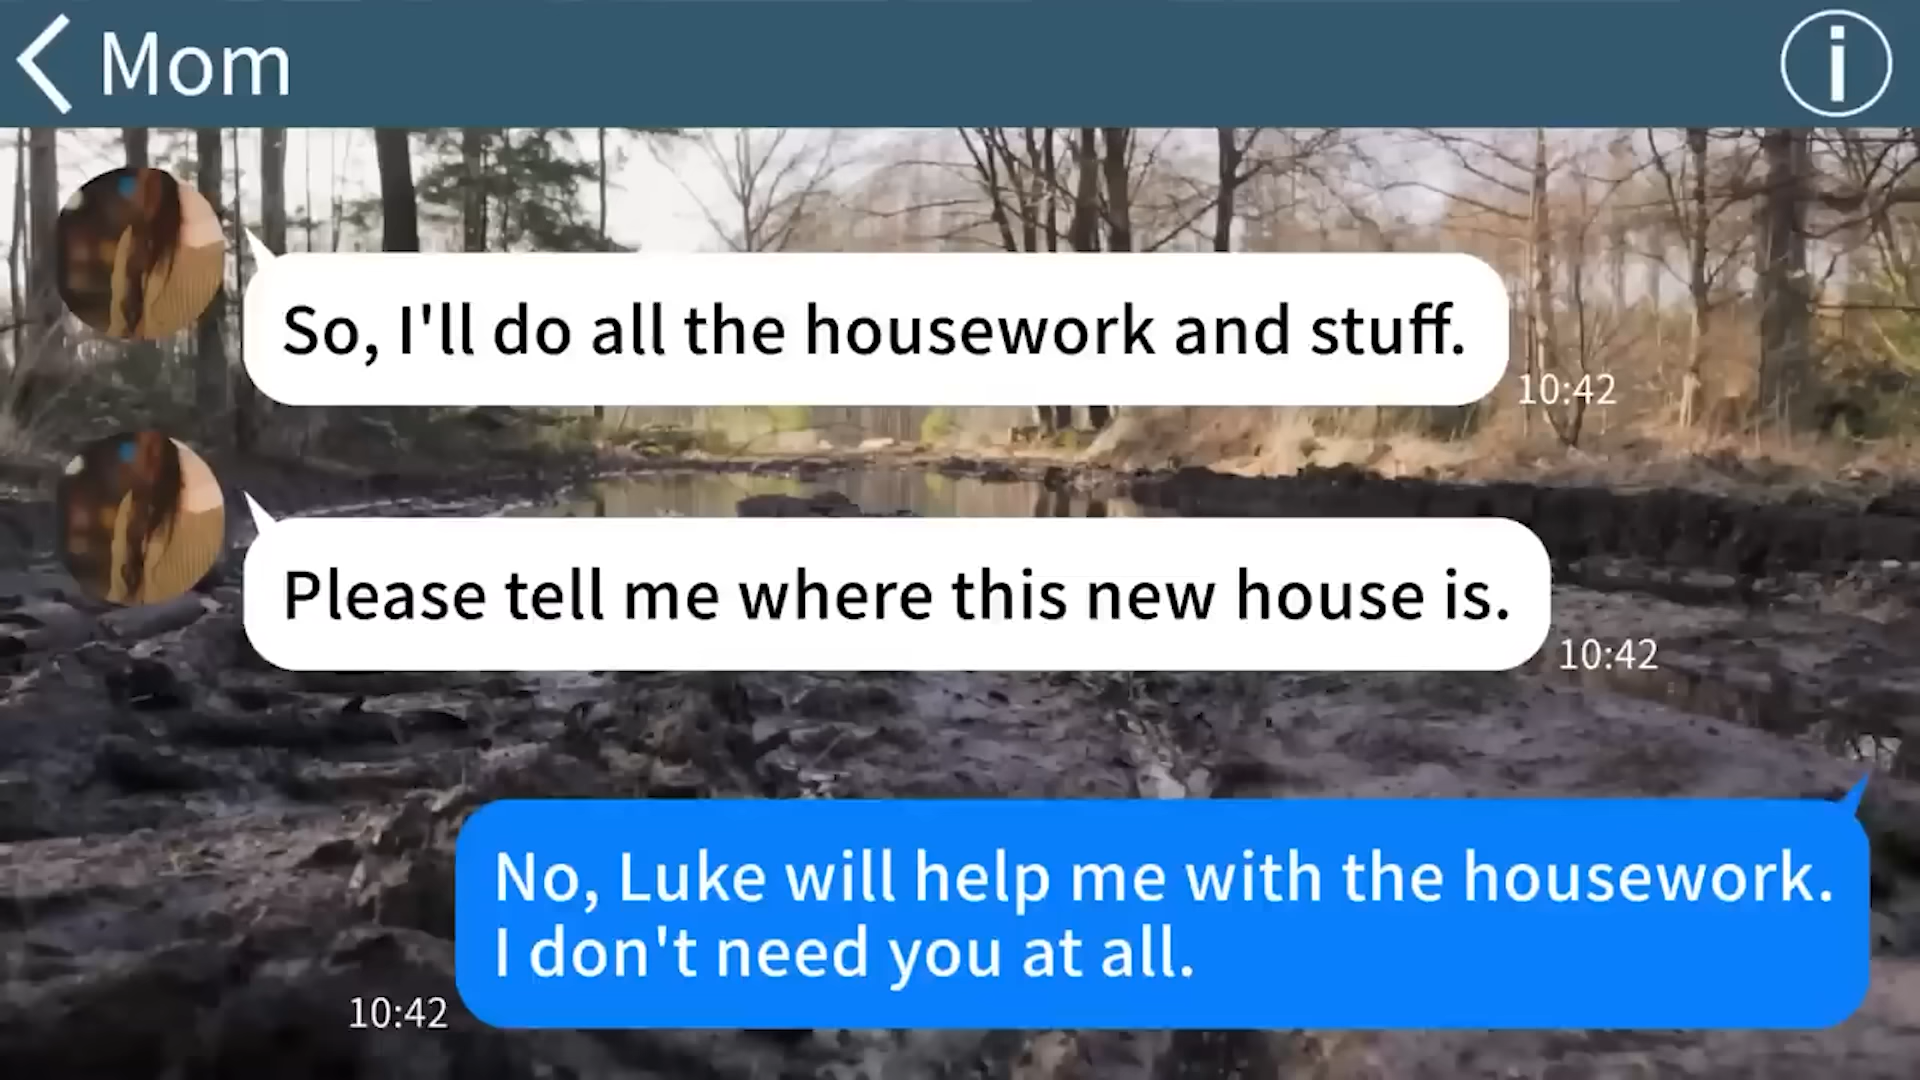 Mom
So, I'll do all the housework and stuff.
10:42
Please tell me where this new house is.
10:42
No, Luke will help me with the housework.
I don't need you at all.
10:42